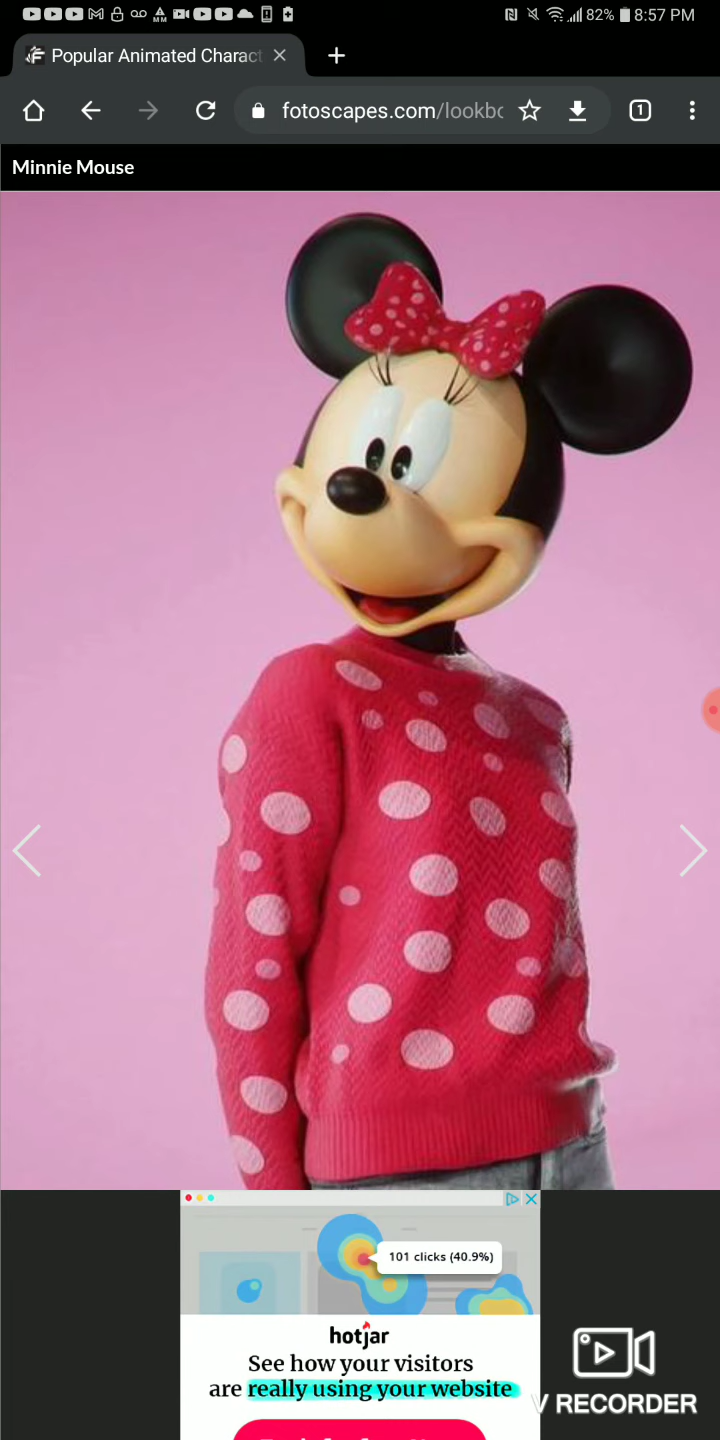 82% 8:57 PM
Popular Animated Charact
fotoscapes.com/lookbo
1
Minnie Mouse
101 clicks (40.9%)
hotjar
See how your visitors
are really using your website
V RECORDER